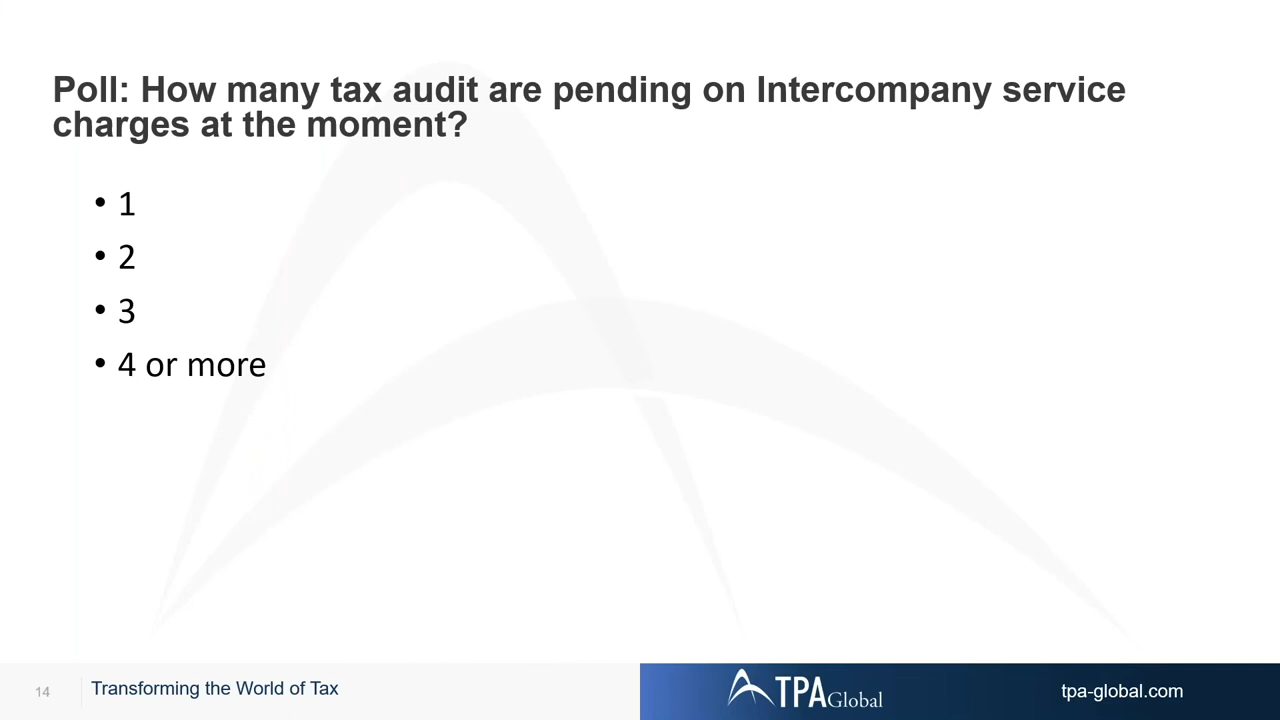 Poll: How many tax audit are pending on Intercompany service
charges at the moment?
• 1
• 2
• 3
• 4 or more
14
Transforming the World of Tax
TPA Global
tpa-global.com